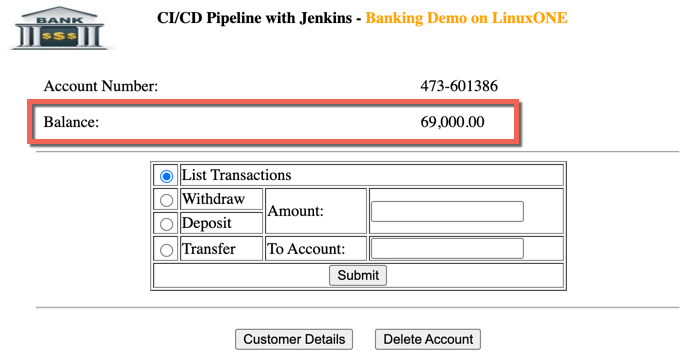 BANK
$$$
CI/CD Pipeline with Jenkins - Banking Demo on LinuxONE
Account Number: 473-601386
Balance: 69,000.00
List Transactions
Withdraw
Amount:
Deposit
Transfer To Account:
Submit
Customer Details Delete Account